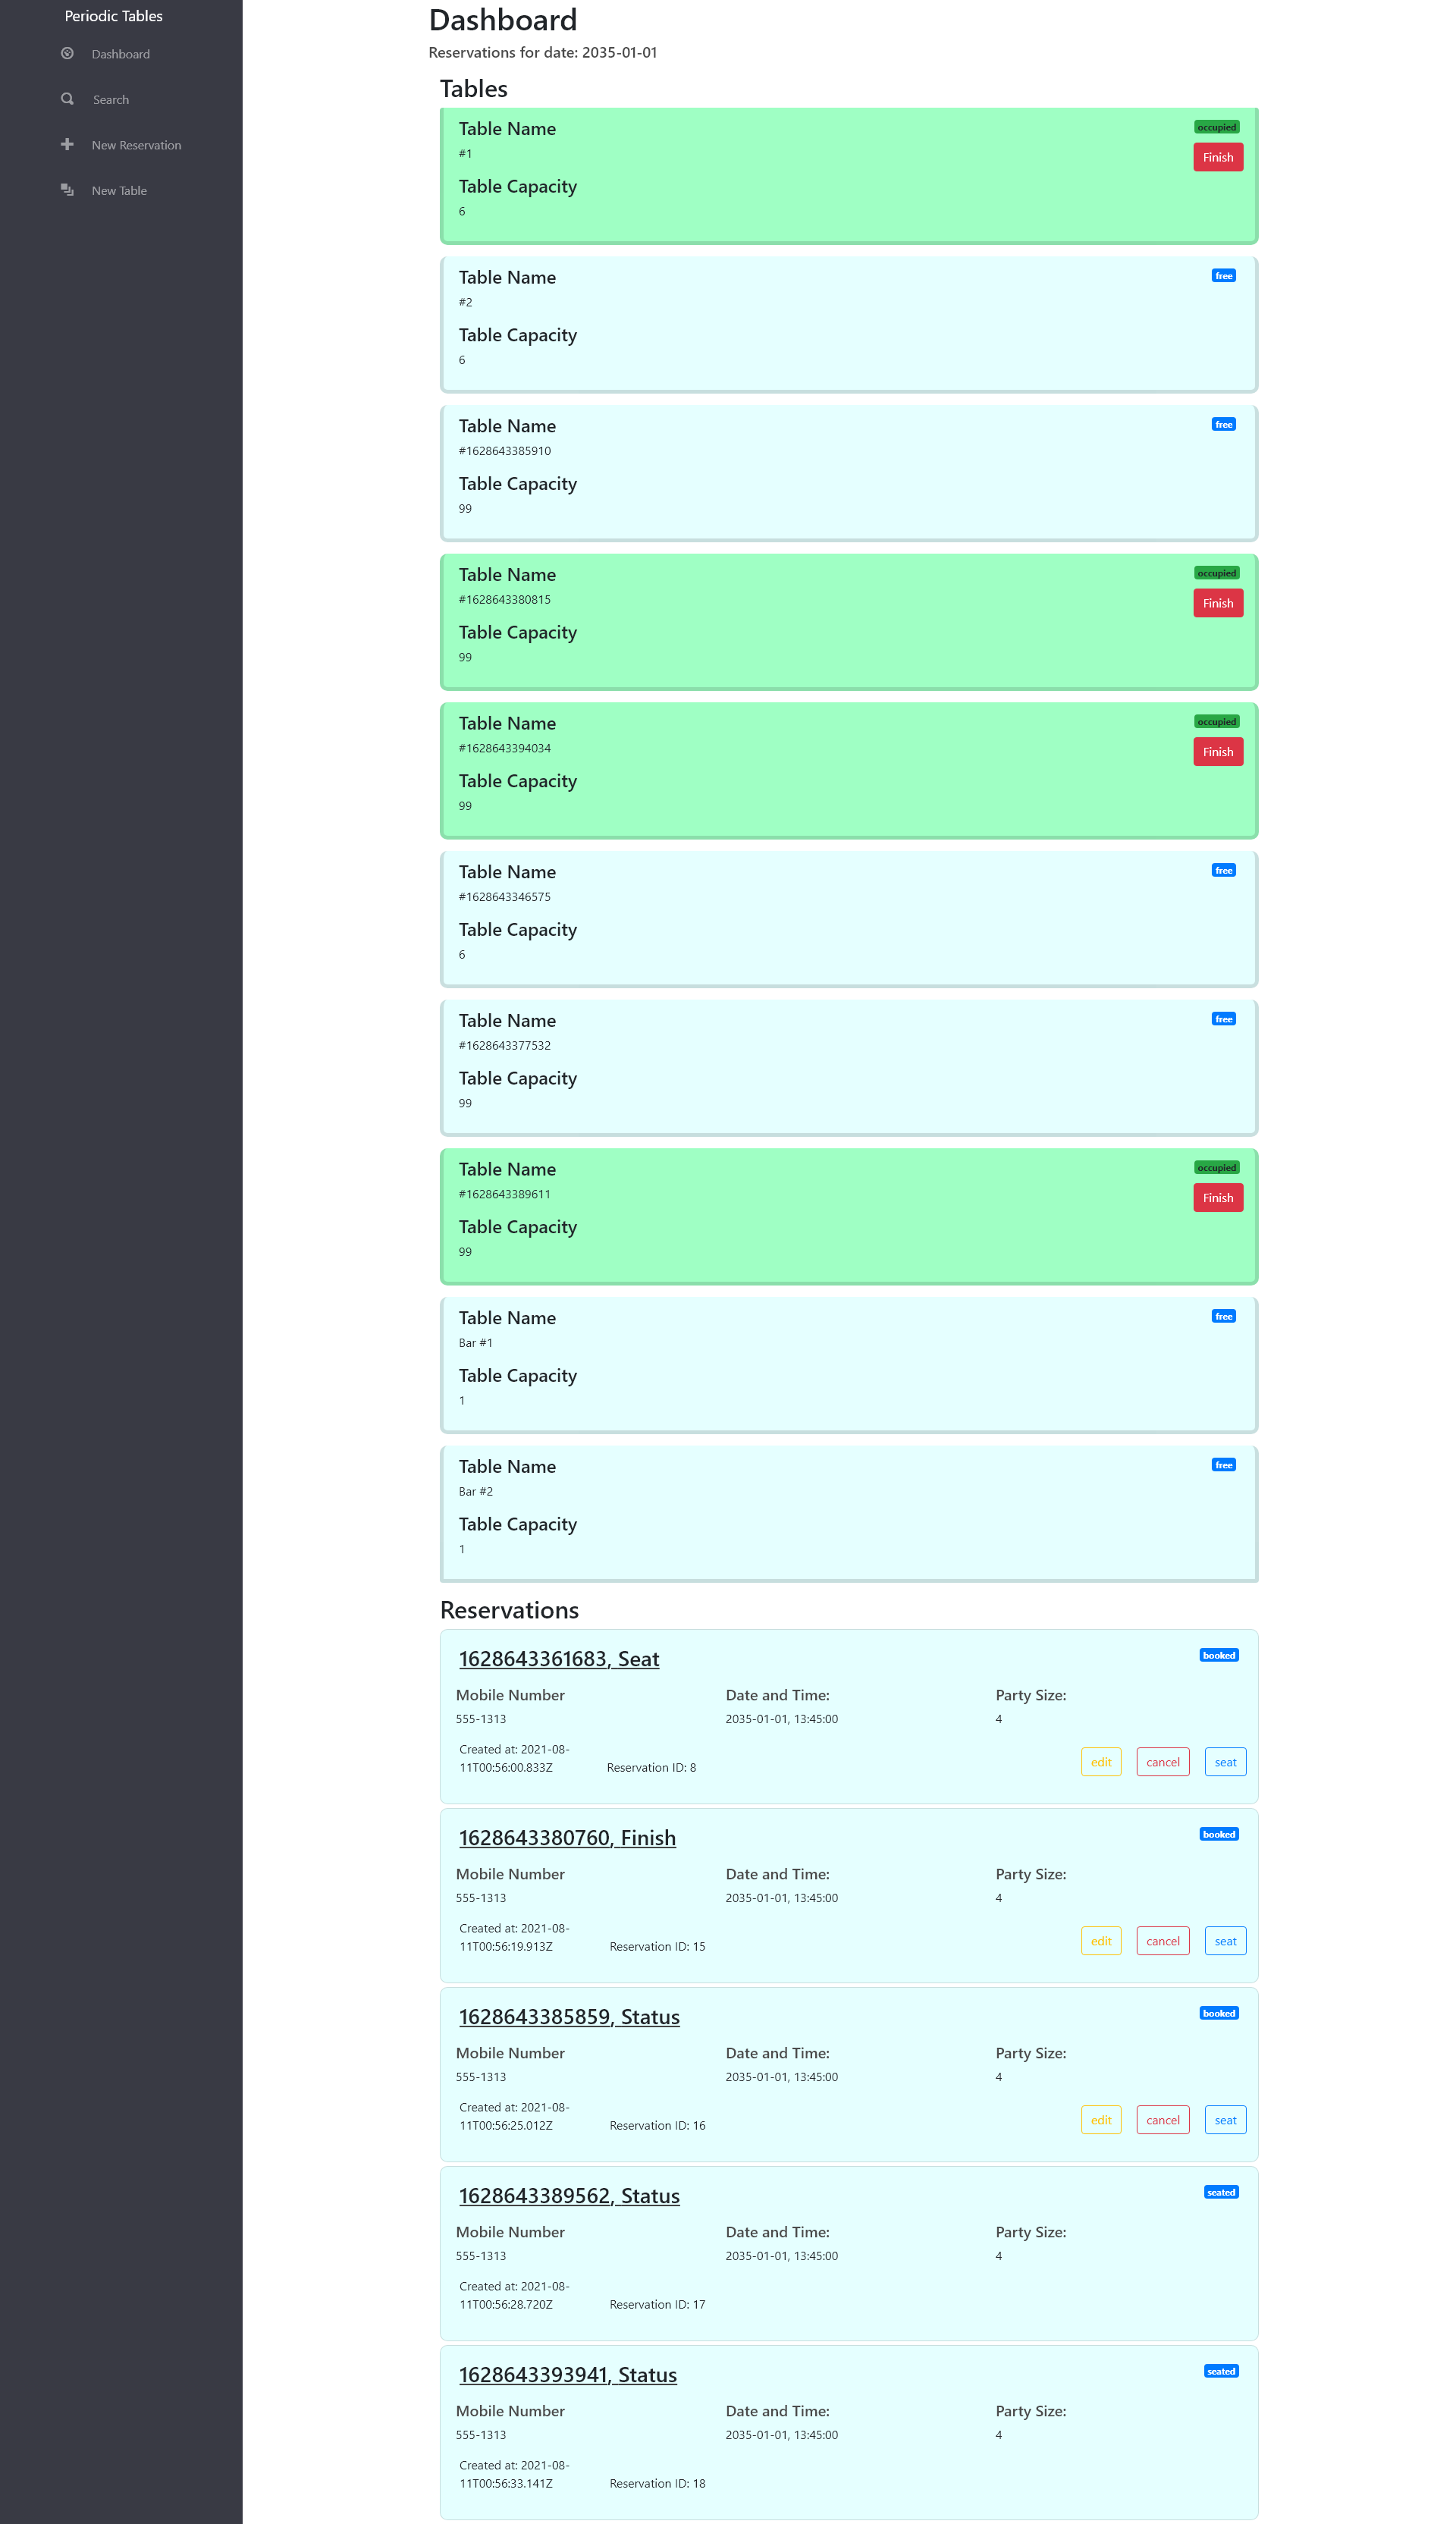 Periodic Tables
Dashboard
Search
New Reservation
New Table
Dashboard
Reservations for date: 2035-01-01
Tables
Table Name
occupied
#1
Finish
Table Capacity
6
Table Name
free
#2
Table Capacity
6
Table Name
free
#1628643385910
Table Capacity
99
Table Name
occupied
#1628643380815
Finish
Table Capacity
99
Table Name
occupied
#1628643394034
Finish
Table Capacity
99
Table Name
free
#1628643346575
Table Capacity
6
Table Name
free
#1628643377532
Table Capacity
99
Table Name
occupied
#1628643389611
Finish
Table Capacity
99
Table Name
free
Bar #1
Table Capacity
1
Table Name
free
Bar #2
Table Capacity
1
Reservations
1628643361683, Seat
booked
Mobile Number Date and Time: Party Size:
555-1313 2035-01-01, 13:45:00 4
Created at: 2021-08-
11T00:56:00.833Z Reservation ID: 8
edit cancel seat
1628643380760, Finish
booked
Mobile Number Date and Time: Party Size:
555-1313 2035-01-01, 13:45:00 4
Created at: 2021-08-
11T00:56:19.913Z Reservation ID: 15
edit cancel seat
1628643385859, Status
booked
Mobile Number Date and Time: Party Size:
555-1313 2035-01-01, 13:45:00 4
Created at: 2021-08-
11T00:56:25.012Z Reservation ID: 16
edit cancel seat
1628643389562, Status
seated
Mobile Number Date and Time: Party Size:
555-1313 2035-01-01, 13:45:00 4
Created at: 2021-08-
11T00:56:28.720Z Reservation ID: 17
1628643393941, Status
seated
Mobile Number Date and Time: Party Size:
555-1313 2035-01-01, 13:45:00 4
Created at: 2021-08-
11T00:56:33.141Z Reservation ID: 18